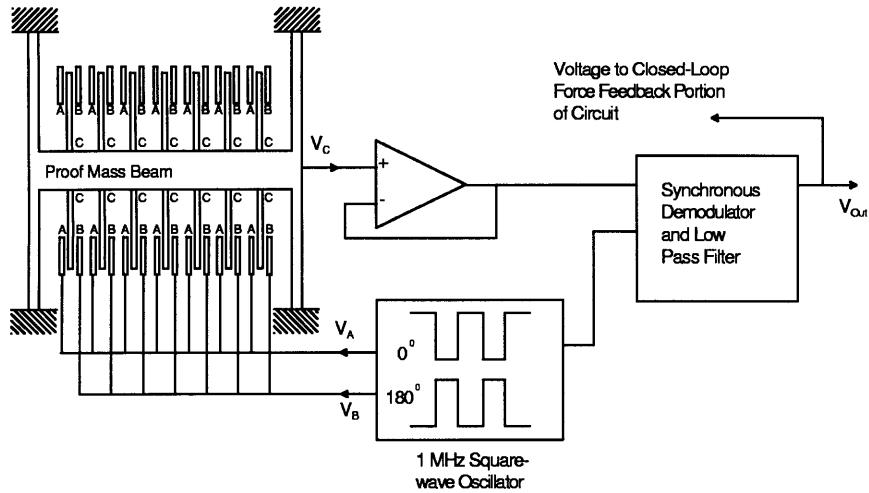 A B A B A B A B A B A B A B
C C C C C C
Proof Mass Beam
C C C C C C
A B A B A B A B A B A B A B
V_C
+
-
Voltage to Closed-Loop
Force Feedback Portion
of Circuit
Synchronous
Demodulator
and Low
Pass Filter
V_Out
V_A
0°
180°
V_B
1 MHz Square-
wave Oscillator